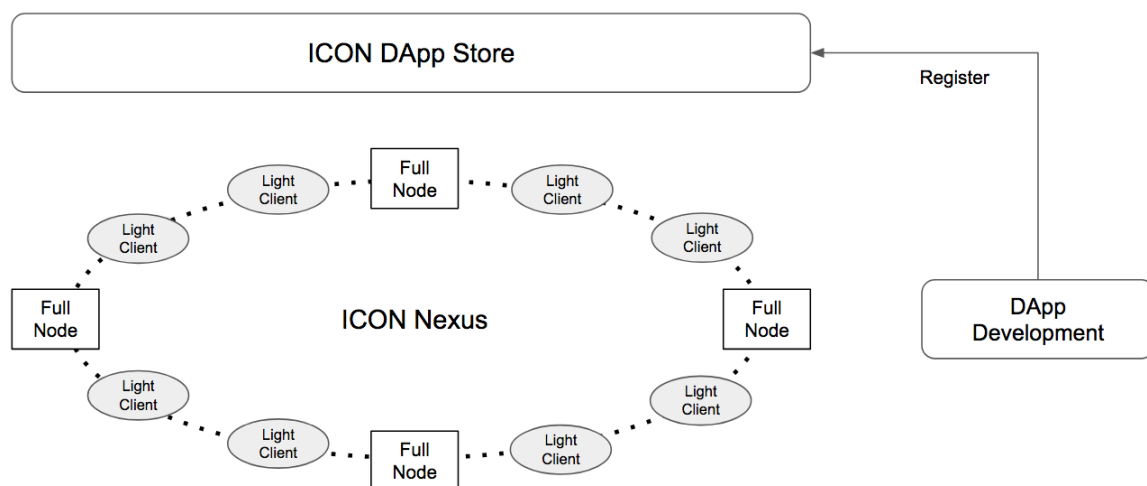 ICON DApp Store
Register
Full
Node
Light
Client
Light
Client
Light
Client
Light
Client
Full
Node
ICON Nexus
Full
Node
DApp
Development
Light
Client
Light
Client
Light
Client
Light
Client
Full
Node